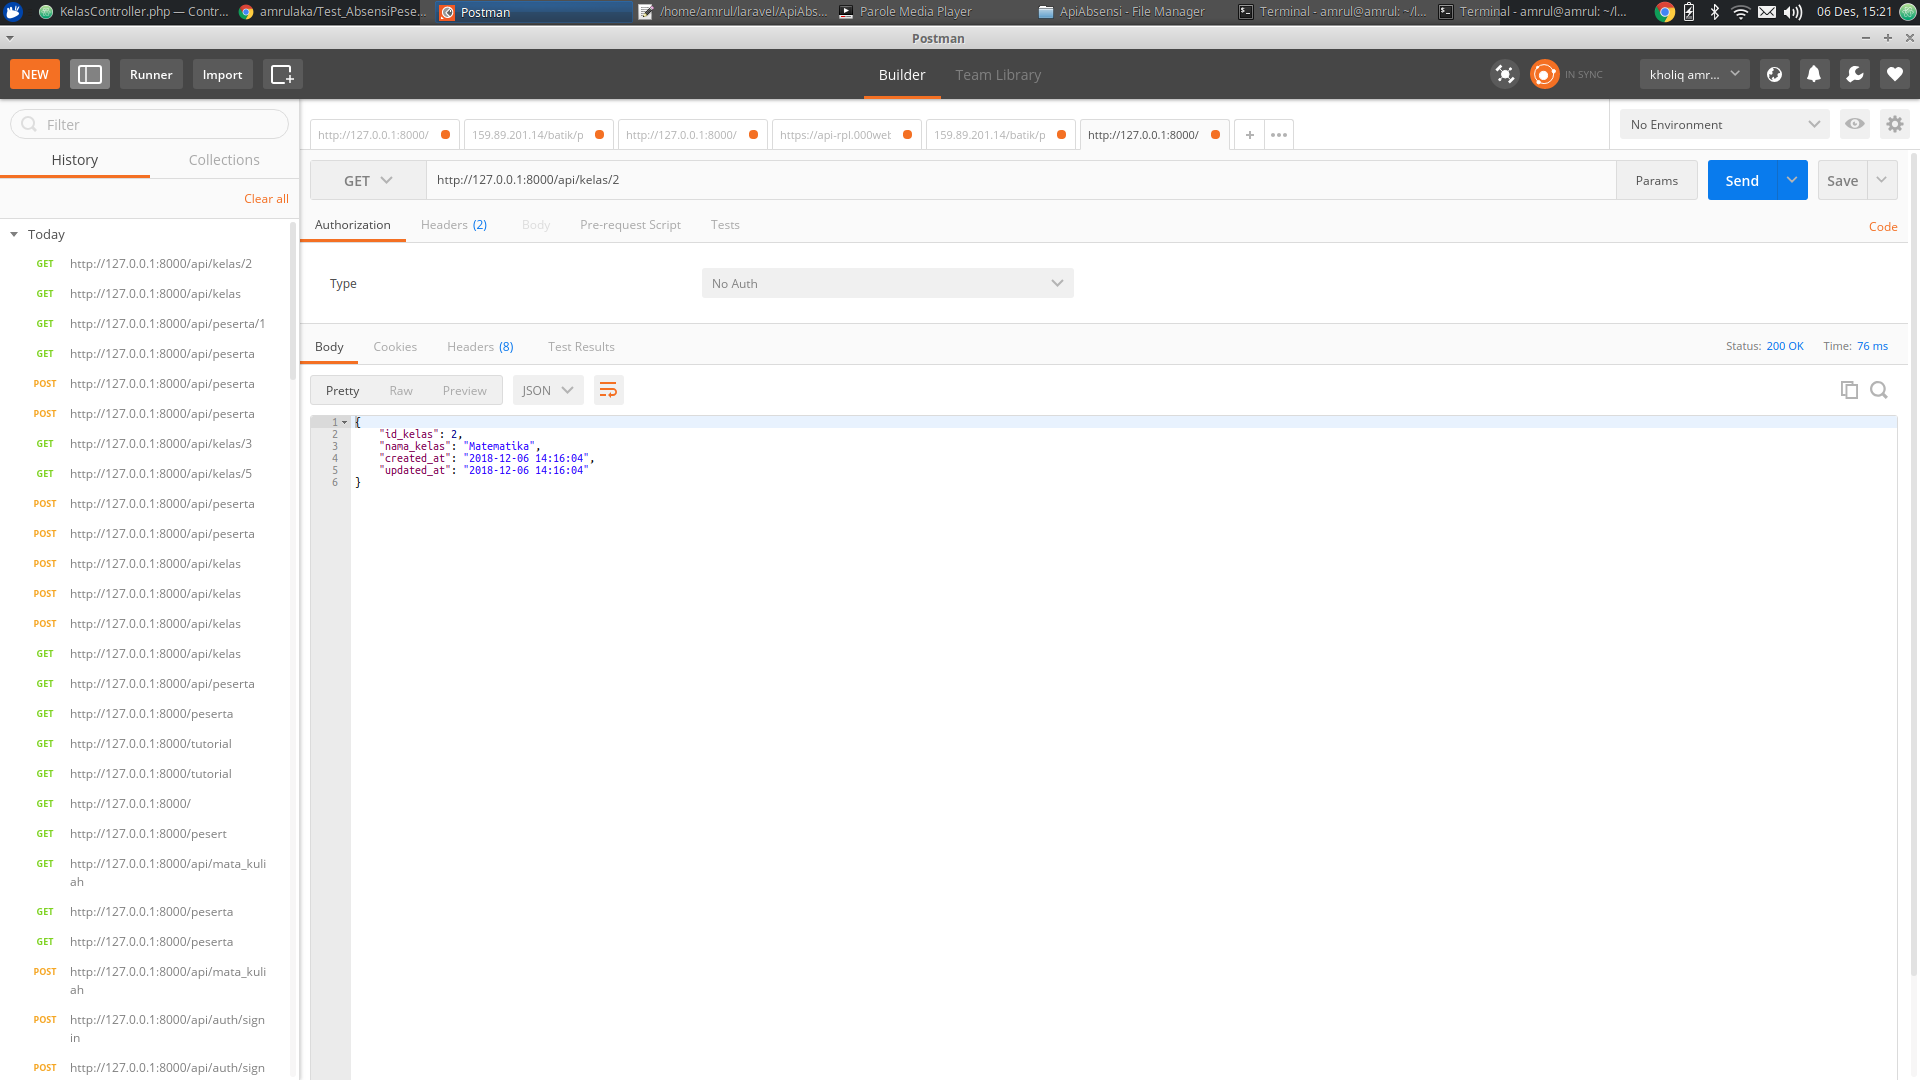 KelasController.php — Contr...
amrulaka/Test_AbsensiPese...
Postman
/home/amrul/laravel/ApiAbs...
Parole Media Player
ApiAbsensi - File Manager
Terminal - amrul@amrul: ~/l...
Terminal - amrul@amrul: ~/l...
06 Des, 15:21
Postman
NEW
Runner
Import
Builder
Team Library
IN SYNC
kholiq amr...
Filter
History
Collections
Clear all
Today
GET http://127.0.0.1:8000/api/kelas/2
GET http://127.0.0.1:8000/api/kelas
GET http://127.0.0.1:8000/api/peserta/1
GET http://127.0.0.1:8000/api/peserta
POST http://127.0.0.1:8000/api/peserta
POST http://127.0.0.1:8000/api/peserta
GET http://127.0.0.1:8000/api/kelas/3
GET http://127.0.0.1:8000/api/kelas/5
POST http://127.0.0.1:8000/api/peserta
POST http://127.0.0.1:8000/api/peserta
POST http://127.0.0.1:8000/api/kelas
POST http://127.0.0.1:8000/api/kelas
POST http://127.0.0.1:8000/api/kelas
GET http://127.0.0.1:8000/api/kelas
GET http://127.0.0.1:8000/api/peserta
GET http://127.0.0.1:8000/peserta
GET http://127.0.0.1:8000/tutorial
GET http://127.0.0.1:8000/tutorial
GET http://127.0.0.1:8000/
GET http://127.0.0.1:8000/pesert
GET http://127.0.0.1:8000/api/mata_kuli
ah
GET http://127.0.0.1:8000/peserta
GET http://127.0.0.1:8000/peserta
POST http://127.0.0.1:8000/api/mata_kuli
ah
POST http://127.0.0.1:8000/api/auth/sign
in
POST http://127.0.0.1:8000/api/auth/sign
http://127.0.0.1:8000/
159.89.201.14/batik/p
http://127.0.0.1:8000/
https://api-rpl.000wet
159.89.201.14/batik/p
http://127.0.0.1:8000/
No Environment
GET
http://127.0.0.1:8000/api/kelas/2
Params
Send
Save
Authorization
Headers (2)
Body
Pre-request Script
Tests
Code
Type
No Auth
Body
Cookies
Headers (8)
Test Results
Status: 200 OK
Time: 76 ms
Pretty
Raw
Preview
JSON
1 {
2 "id_kelas": 2,
3 "nama_kelas": "Matematika",
4 "created_at": "2018-12-06 14:16:04",
5 "updated_at": "2018-12-06 14:16:04"
6 }